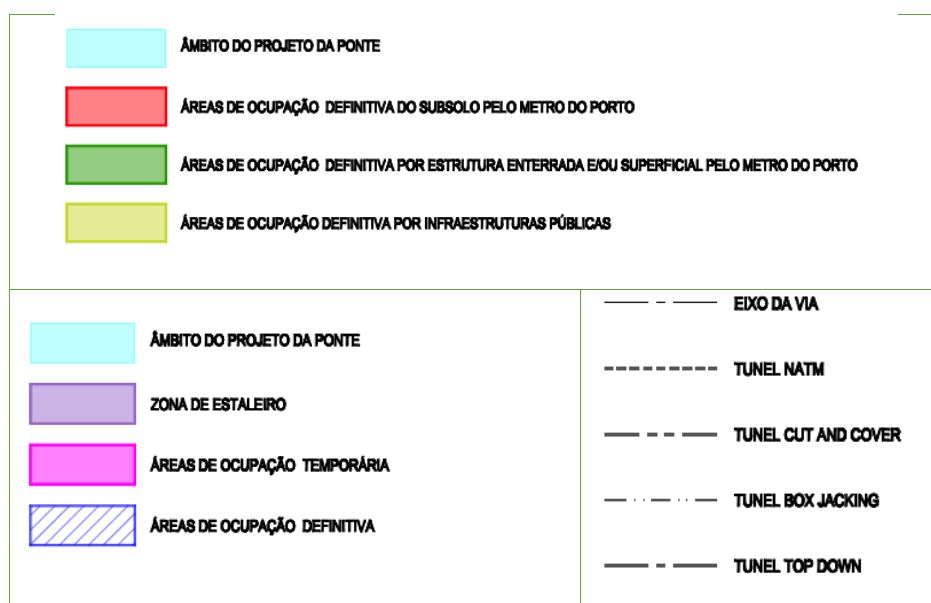 ÂMBITO DO PROJETO DA PONTE
ÁREAS DE OCUPAÇÃO DEFINITIVA DO SUBSOLO PELO METRO DO PORTO
ÁREAS DE OCUPAÇÃO DEFINITIVA POR ESTRUTURA ENTERRADA E/OU SUPERFICIAL PELO METRO DO PORTO
ÁREAS DE OCUPAÇÃO DEFINITIVA POR INFRAESTRUTURAS PÚBLICAS
ÂMBITO DO PROJETO DA PONTE
ZONA DE ESTALEIRO
ÁREAS DE OCUPAÇÃO TEMPORÁRIA
ÁREAS DE OCUPAÇÃO DEFINITIVA
EIXO DA VIA
TUNEL NATM
TUNEL CUT AND COVER
TUNEL BOX JACKING
TUNEL TOP DOWN